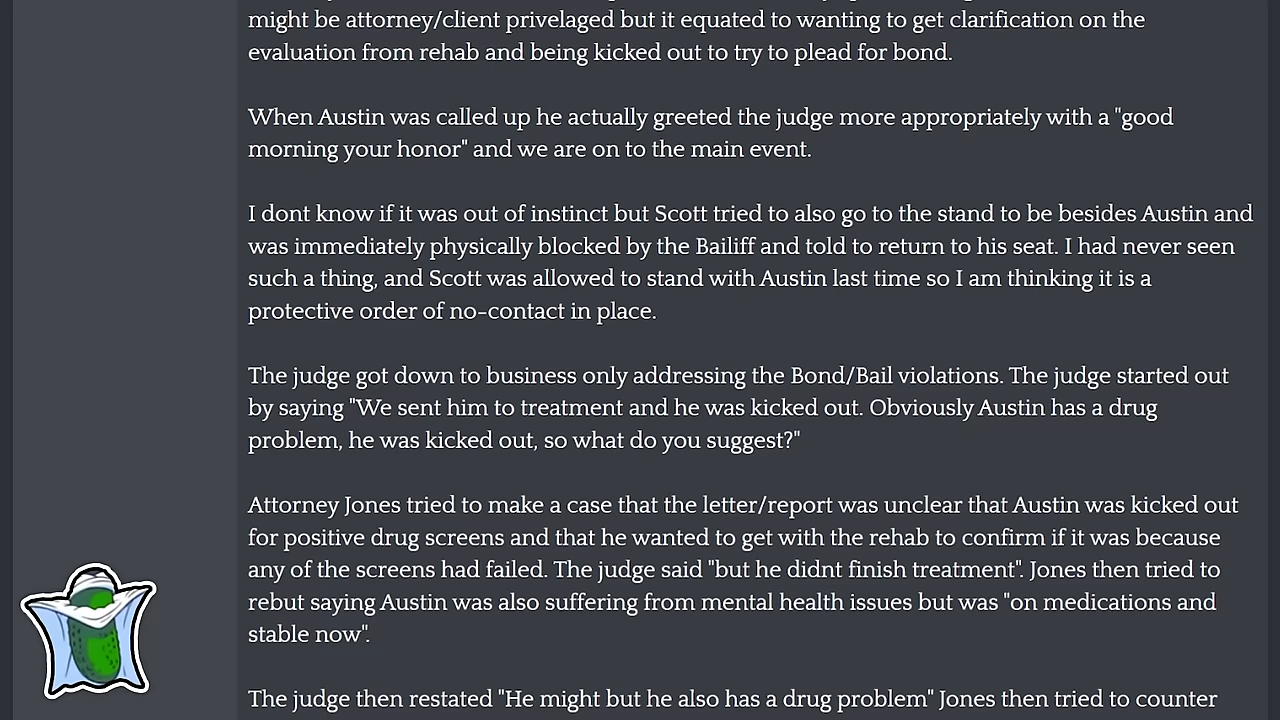 might be attorney/client privelaged but it equated to wanting to get clarification on the
evaluation from rehab and being kicked out to try to plead for bond.
When Austin was called up he actually greeted the judge more appropriately with a "good
morning your honor" and we are on to the main event.
I dont know if it was out of instinct but Scott tried to also go to the stand to be besides Austin and
was immediately physically blocked by the Bailiff and told to return to his seat. I had never seen
such a thing, and Scott was allowed to stand with Austin last time so I am thinking it is a
protective order of no-contact in place.
The judge got down to business only addressing the Bond/Bail violations. The judge started out
by saying "We sent him to treatment and he was kicked out. Obviously Austin has a drug
problem, he was kicked out, so what do you suggest?"
Attorney Jones tried to make a case that the letter/report was unclear that Austin was kicked out
for positive drug screens and that he wanted to get with the rehab to confirm if it was because
any of the screens had failed. The judge said "but he didnt finish treatment". Jones then tried to
rebut saying Austin was also suffering from mental health issues but was "on medications and
stable now".
The judge then restated "He might but he also has a drug problem" Jones then tried to counter